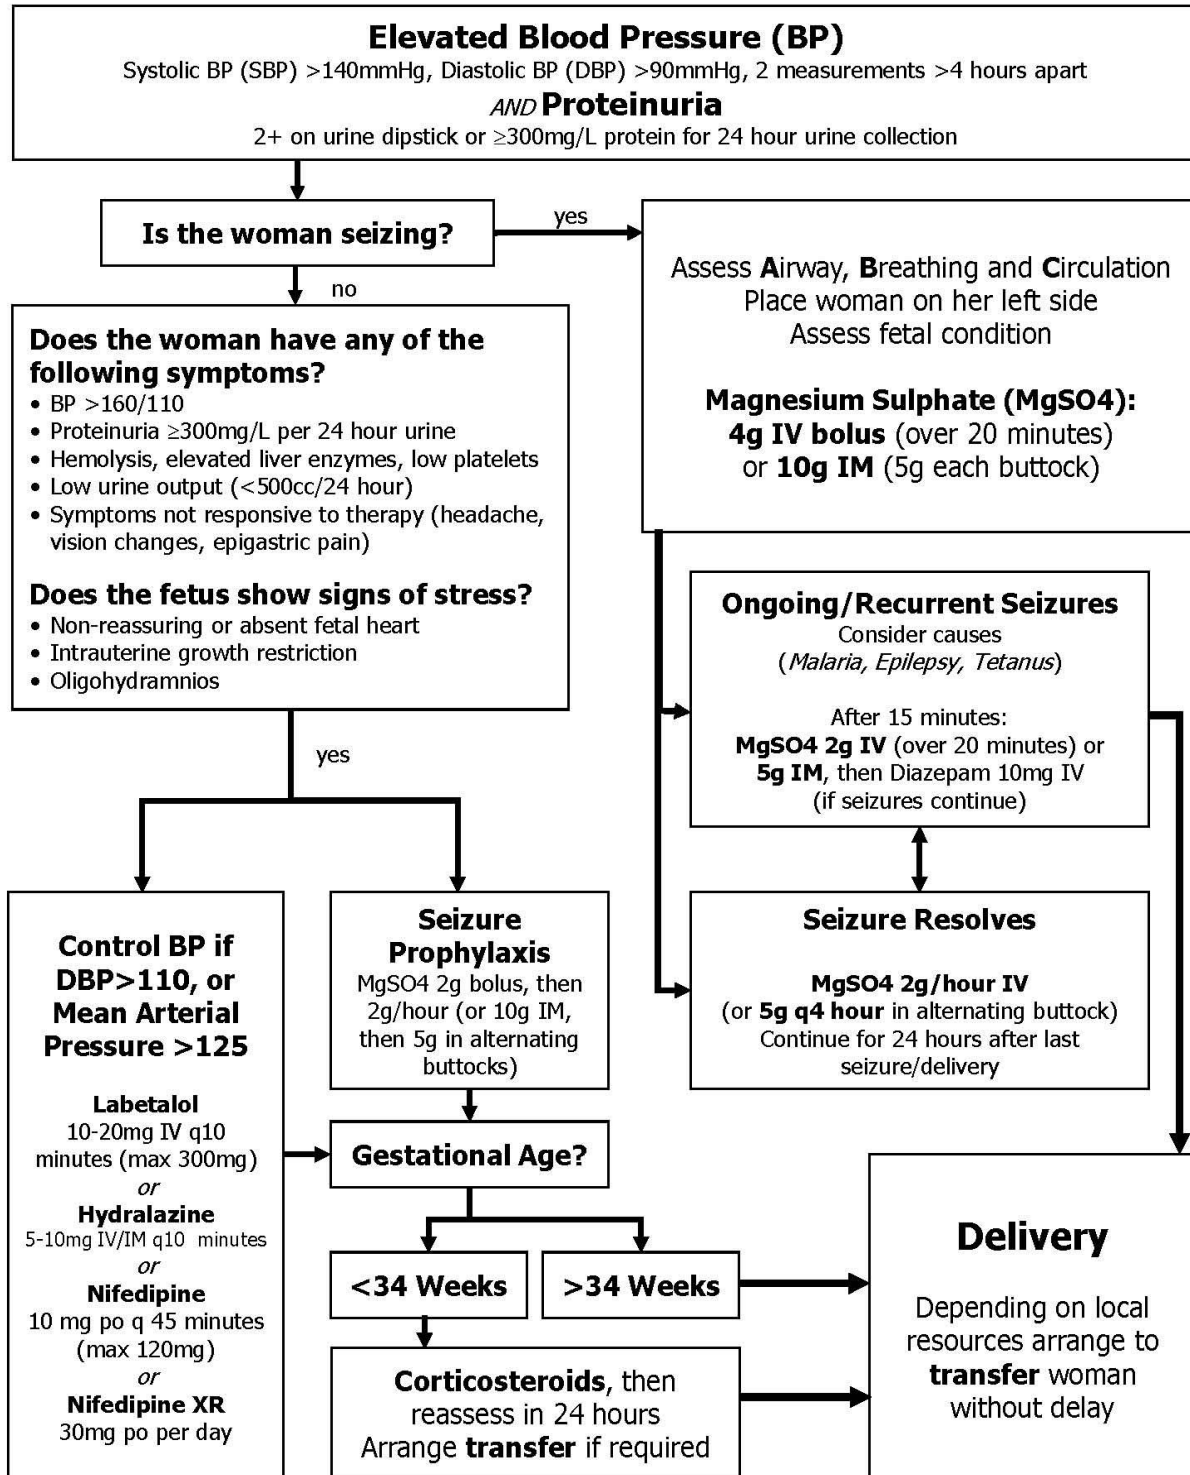 Elevated Blood Pressure (BP)
Systolic BP (SBP) >140mmHg, Diastolic BP (DBP) >90mmHg, 2 measurements >4 hours apart
AND Proteinuria
2+ on urine dipstick or ≥300mg/L protein for 24 hour urine collection
Is the woman seizing?
yes
no
Assess Airway, Breathing and Circulation
Place woman on her left side
Assess fetal condition
Magnesium Sulphate (MgSO4):
4g IV bolus (over 20 minutes)
or 10g IM (5g each buttock)
Does the woman have any of the
following symptoms?
• BP >160/110
• Proteinuria ≥300mg/L per 24 hour urine
• Hemolysis, elevated liver enzymes, low platelets
• Low urine output (<500cc/24 hour)
• Symptoms not responsive to therapy (headache,
vision changes, epigastric pain)
Does the fetus show signs of stress?
• Non-reassuring or absent fetal heart
• Intrauterine growth restriction
• Oligohydramnios
yes
Ongoing/Recurrent Seizures
Consider causes
(Malaria, Epilepsy, Tetanus)
After 15 minutes:
MgSO4 2g IV (over 20 minutes) or
5g IM, then Diazepam 10mg IV
(if seizures continue)
Seizure Resolves
MgSO4 2g/hour IV
(or 5g q4 hour in alternating buttock)
Continue for 24 hours after last
seizure/delivery
Control BP if
DBP>110, or
Mean Arterial
Pressure >125
Labetalol
10-20mg IV q10
minutes (max 300mg)
or
Hydralazine
5-10mg IV/IM q10 minutes
or
Nifedipine
10 mg po q 45 minutes
(max 120mg)
or
Nifedipine XR
30mg po per day
Seizure
Prophylaxis
MgSO4 2g bolus, then
2g/hour (or 10g IM,
then 5g in alternating
buttocks)
Gestational Age?
<34 Weeks
>34 Weeks
Corticosteroids, then
reassess in 24 hours
Arrange transfer if required
Delivery
Depending on local
resources arrange to
transfer woman
without delay